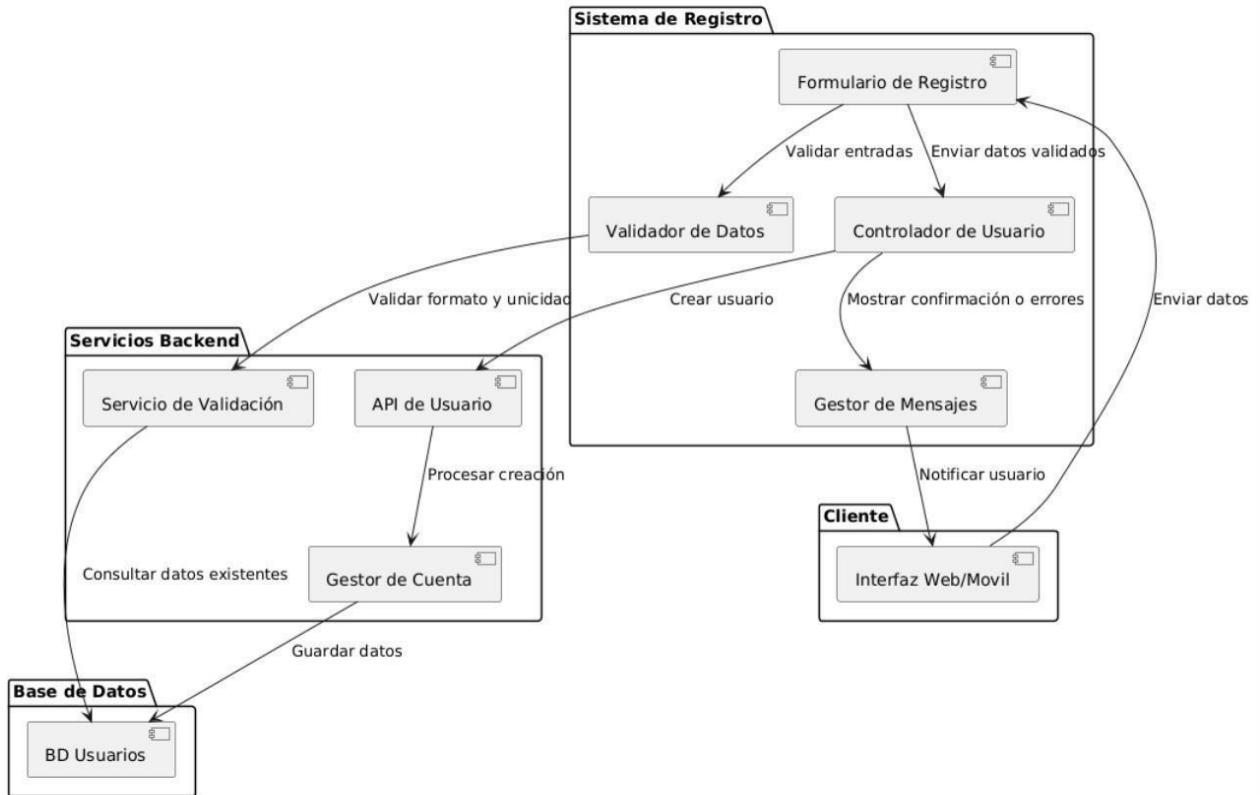 Sistema de Registro
Formulario de Registro
Validar entradas
Enviar datos validados
Validador de Datos
Controlador de Usuario
Validar formato y unicidad
Crear usuario
Mostrar confirmación o errores
Enviar datos
Servicios Backend
Servicio de Validación
API de Usuario
Gestor de Mensajes
Procesar creación
Notificar usuario
Cliente
Consultar datos existentes
Gestor de Cuenta
Interfaz Web/Movil
Guardar datos
Base de Datos
BD Usuarios